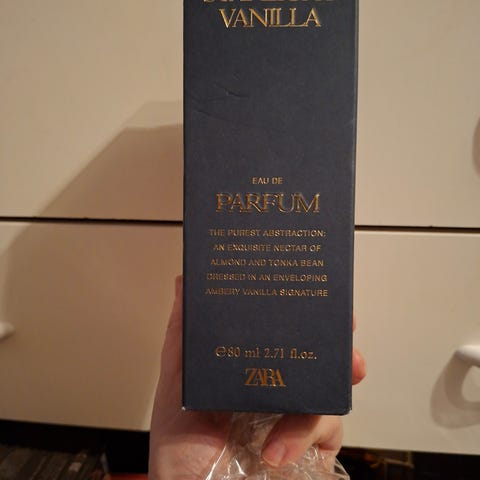 VANILLA
EAU DE
PARFUM
THE PUREST ABSTRACTION:
AN EXQUISITE NECTAR OF
ALMOND AND TONKA BEAN
DRESSED IN AN ENVELOPING
AMBERY VANILLA SIGNATURE
℮80 ml 2.71 fl.oz.
ZARA